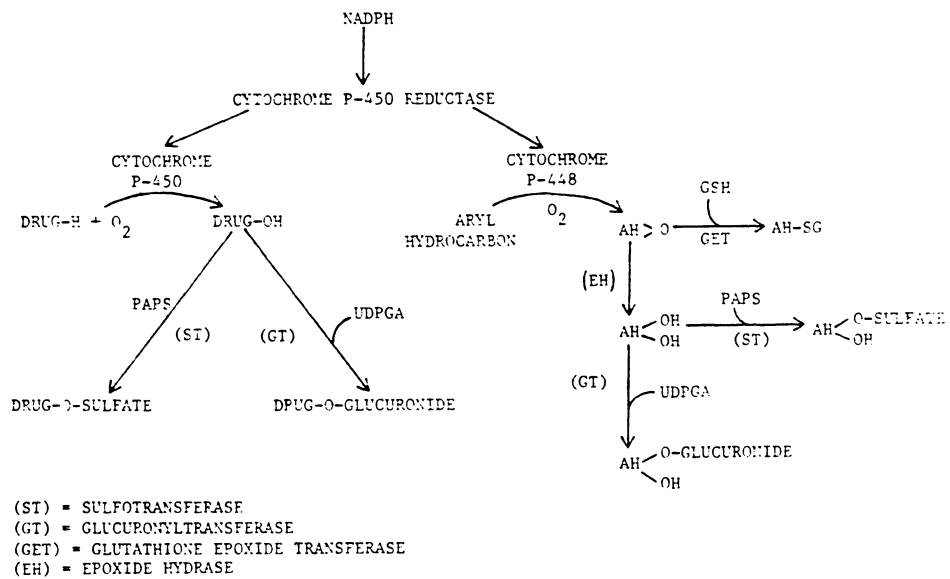 NADPH
CYTOCHROME P-450 REDUCTASE
CYTOCHROME
P-450
DRUG-H + O2
DRUG-OH
PAPS
(ST)
(GT)
UDPGA
DRUG-O-SULFATE
DPUG-O-GLUCURONIDE
CYTOCHROME
P-448
O2
ARYL
HYDROCARBON
AH O
GSH
GET
AH-SG
(EH)
AH OH
OH
PAPS
(ST)
AH O-SULFATE
OH
(GT)
UDPGA
AH O-GLUCURONIDE
OH
(ST) = SULFOTRANSFERASE
(GT) = GLUCURONYLTRANSFERASE
(GET) = GLUTATHIONE EPOXIDE TRANSFERASE
(EH) = EPOXIDE HYDRASE